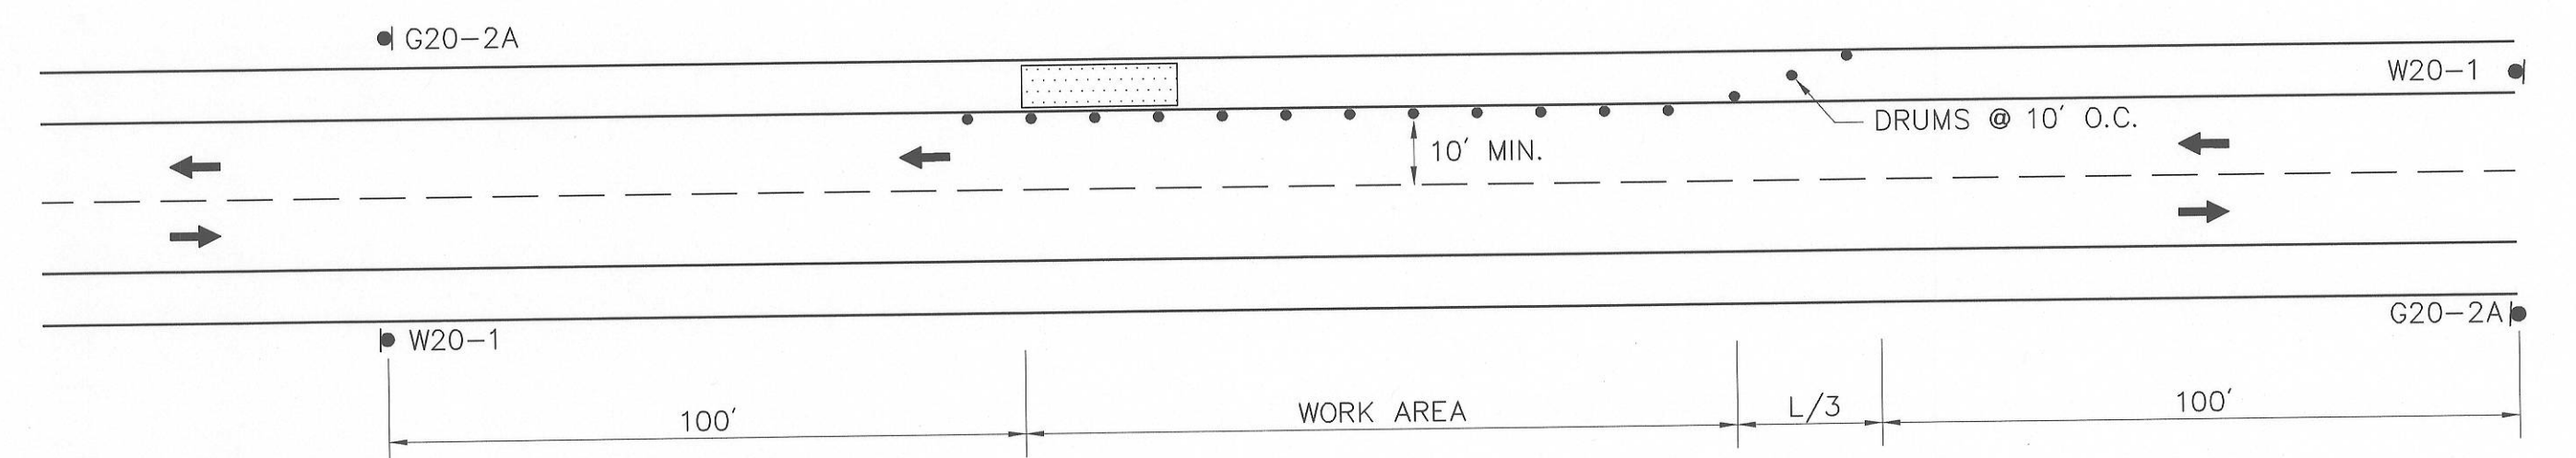 G20-2A
W20-1
DRUMS @ 10' O.C.
10' MIN.
G20-2A
W20-1
100'
WORK AREA
L/3
100'